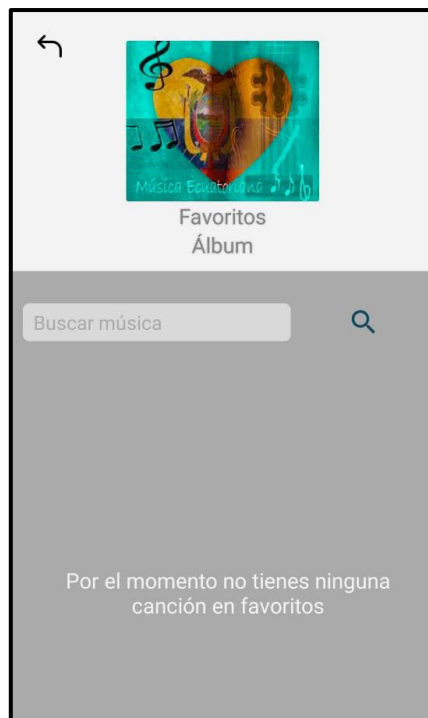 Música Ecuatoriana
Favoritos
Álbum
Buscar música
Por el momento no tienes ninguna
canción en favoritos